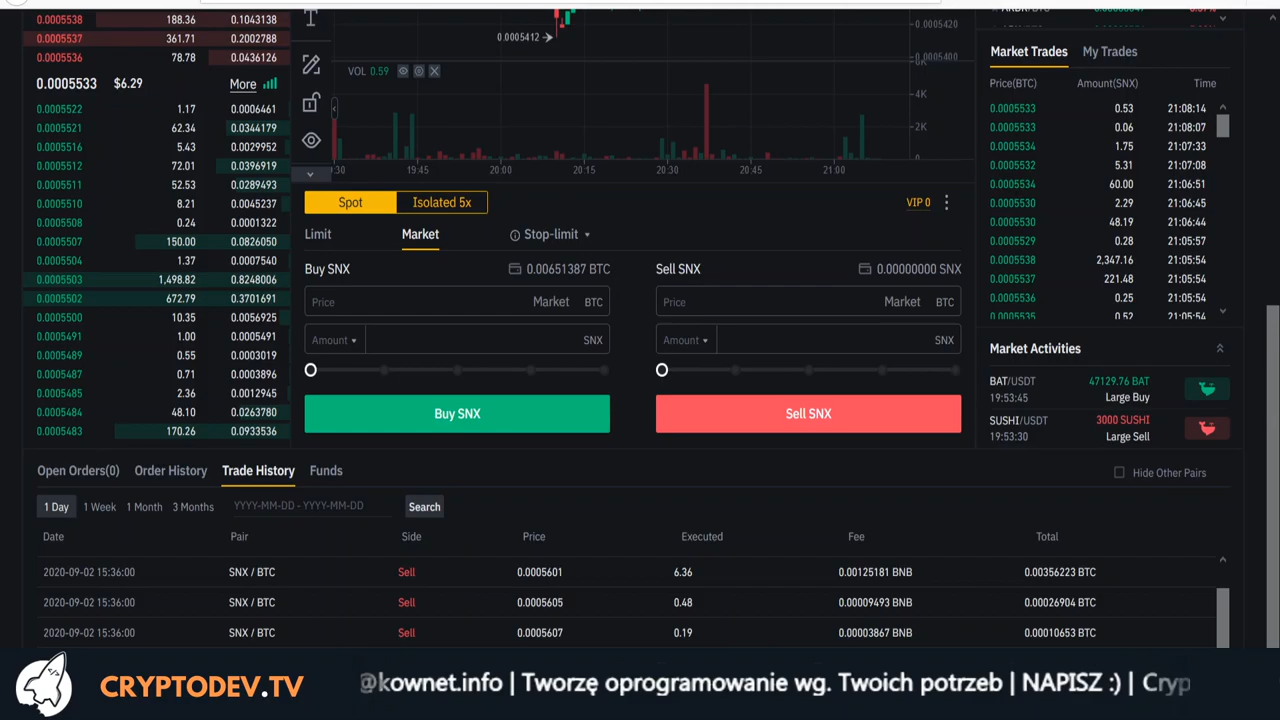 0.0005538 188.36 0.1043138
0.0005537 361.71 0.2002788
0.0005536 78.78 0.0436126
0.0005533 $6.29 More
0.0005522 1.17 0.0006461
0.0005521 62.34 0.0344179
0.0005516 5.43 0.0029952
0.0005512 72.01 0.0396919
0.0005511 52.53 0.0289493
0.0005510 8.21 0.0045237
0.0005508 0.24 0.0001322
0.0005507 150.00 0.0826050
0.0005504 1.37 0.0007540
0.0005503 1,498.82 0.8248006
0.0005502 672.79 0.3701691
0.0005500 10.35 0.0056925
0.0005491 1.00 0.0005491
0.0005489 0.55 0.0003019
0.0005487 0.71 0.0003896
0.0005485 2.36 0.0012945
0.0005484 48.10 0.0263780
0.0005483 170.26 0.0933536
0.0005420
0.0005412
0.0005400
VOL 0.59
4K
2K
0
:30 19:45 20:00 20:15 20:30 20:45 21:00
Spot Isolated 5x VIP 0
Limit Market Stop-limit
Buy SNX 0.00651387 BTC Sell SNX 0.00000000 SNX
Price Market BTC Price Market BTC
Amount SNX Amount SNX
Buy SNX Sell SNX
Market Trades My Trades
Price(BTC) Amount(SNX) Time
0.0005533 0.53 21:08:14
0.0005533 0.06 21:08:07
0.0005534 1.75 21:07:33
0.0005532 5.31 21:07:08
0.0005534 60.00 21:06:51
0.0005530 2.29 21:06:45
0.0005530 48.19 21:06:44
0.0005529 0.28 21:05:57
0.0005538 2,347.16 21:05:54
0.0005537 221.48 21:05:54
0.0005536 0.25 21:05:54
0.0005535 0.52 21:05:54
Market Activities
BAT/USDT 47129.76 BAT
19:53:45 Large Buy
SUSHI/USDT 3000 SUSHI
19:53:30 Large Sell
Open Orders(0) Order History Trade History Funds Hide Other Pairs
1 Day 1 Week 1 Month 3 Months YYYY-MM-DD - YYYY-MM-DD Search
Date Pair Side Price Executed Fee Total
2020-09-02 15:36:00 SNX / BTC Sell 0.0005601 6.36 0.00125181 BNB 0.00356223 BTC
2020-09-02 15:36:00 SNX / BTC Sell 0.0005605 0.48 0.00009493 BNB 0.00026904 BTC
2020-09-02 15:36:00 SNX / BTC Sell 0.0005607 0.19 0.00003867 BNB 0.00010653 BTC
CRYPTODEV.TV @kownet.info | Tworzę oprogramowanie wg. Twoich potrzeb | NAPISZ :) | Cryp